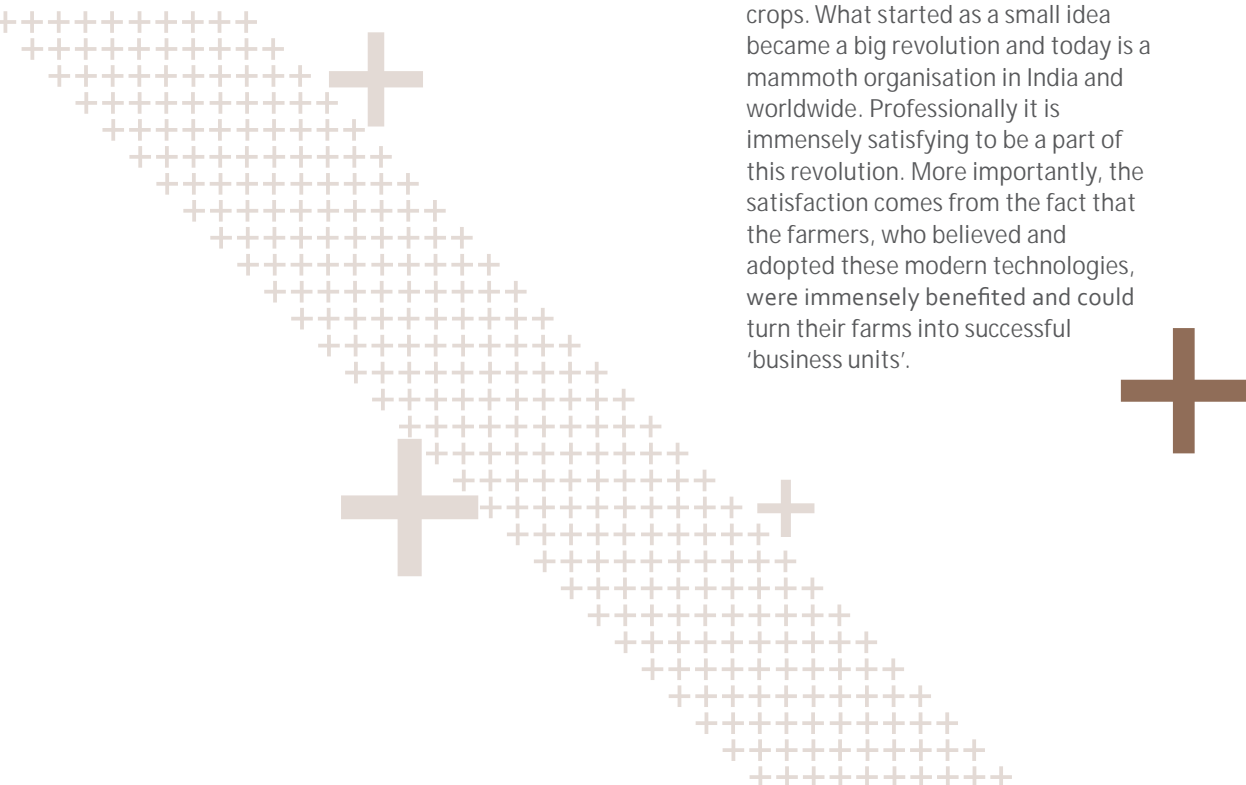 crops. What started as a small idea
became a big revolution and today is a
mammoth organisation in India and
worldwide. Professionally it is
immensely satisfying to be a part of
this revolution. More importantly, the
satisfaction comes from the fact that
the farmers, who believed and
adopted these modern technologies,
were immensely benefited and could
turn their farms into successful
‘business units’.